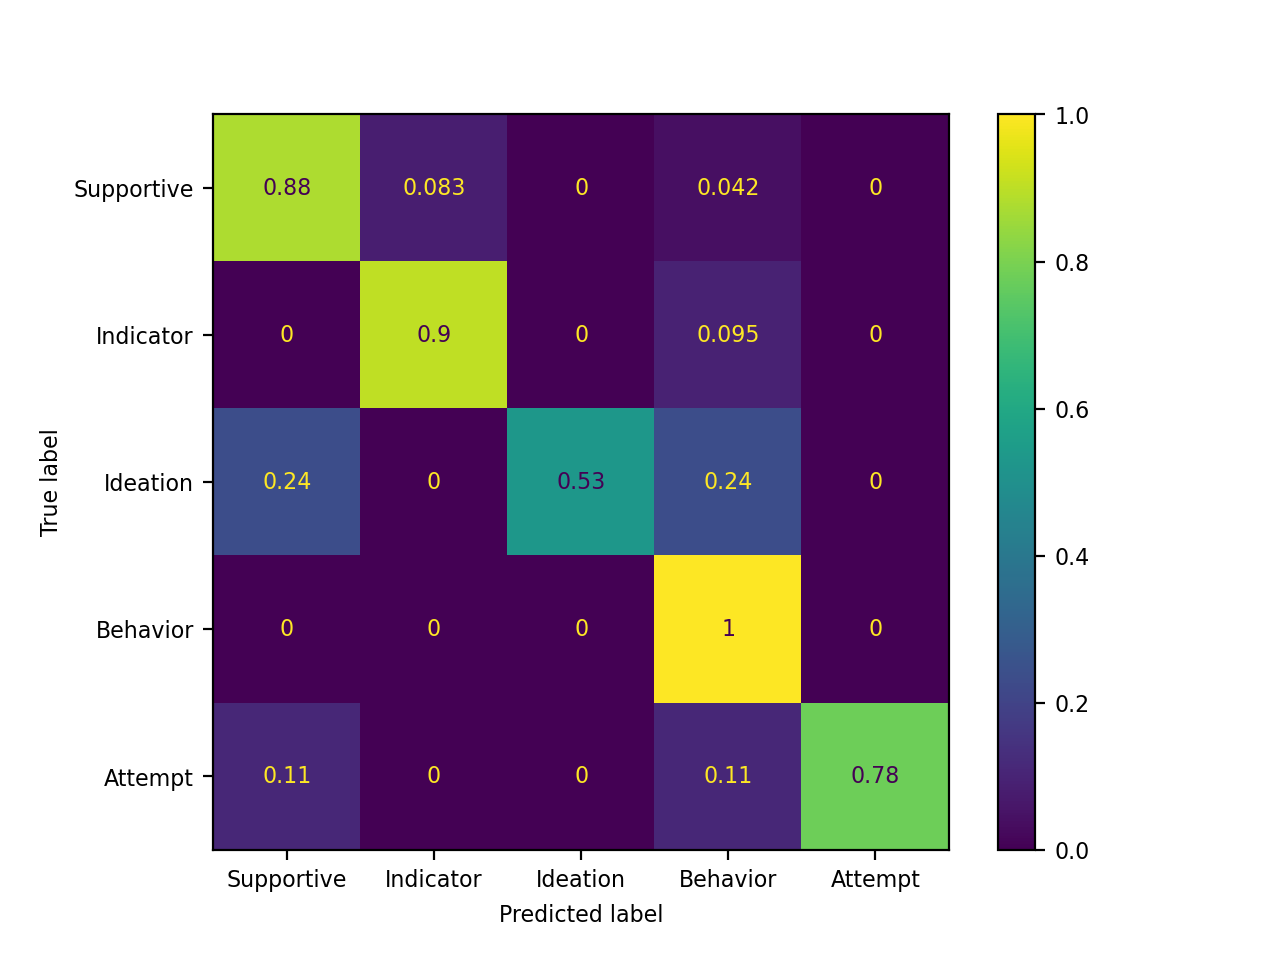 Supportive 0.88 0.083 0 0.042 0
Indicator 0 0.9 0 0.095 0
Ideation 0.24 0 0.53 0.24 0
Behavior 0 0 0 1 0
Attempt 0.11 0 0 0.11 0.78
Supportive Indicator Ideation Behavior Attempt
Predicted label
True label
1.0
0.8
0.6
0.4
0.2
0.0